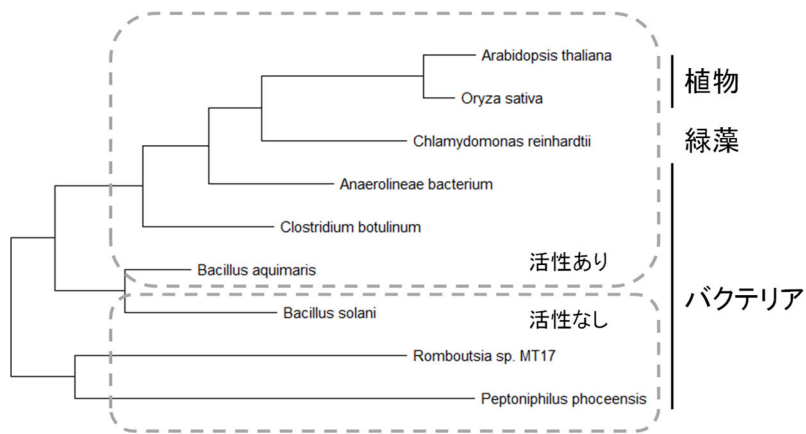 Arabidopsis thaliana
Oryza sativa
植物
Chlamydomonas reinhardtii
緑藻
Anaerolineae bacterium
Clostridium botulinum
Bacillus aquimaris
活性あり
バクテリア
Bacillus solani
活性なし
Romboutsia sp. MT17
Peptoniphilus phoceensis